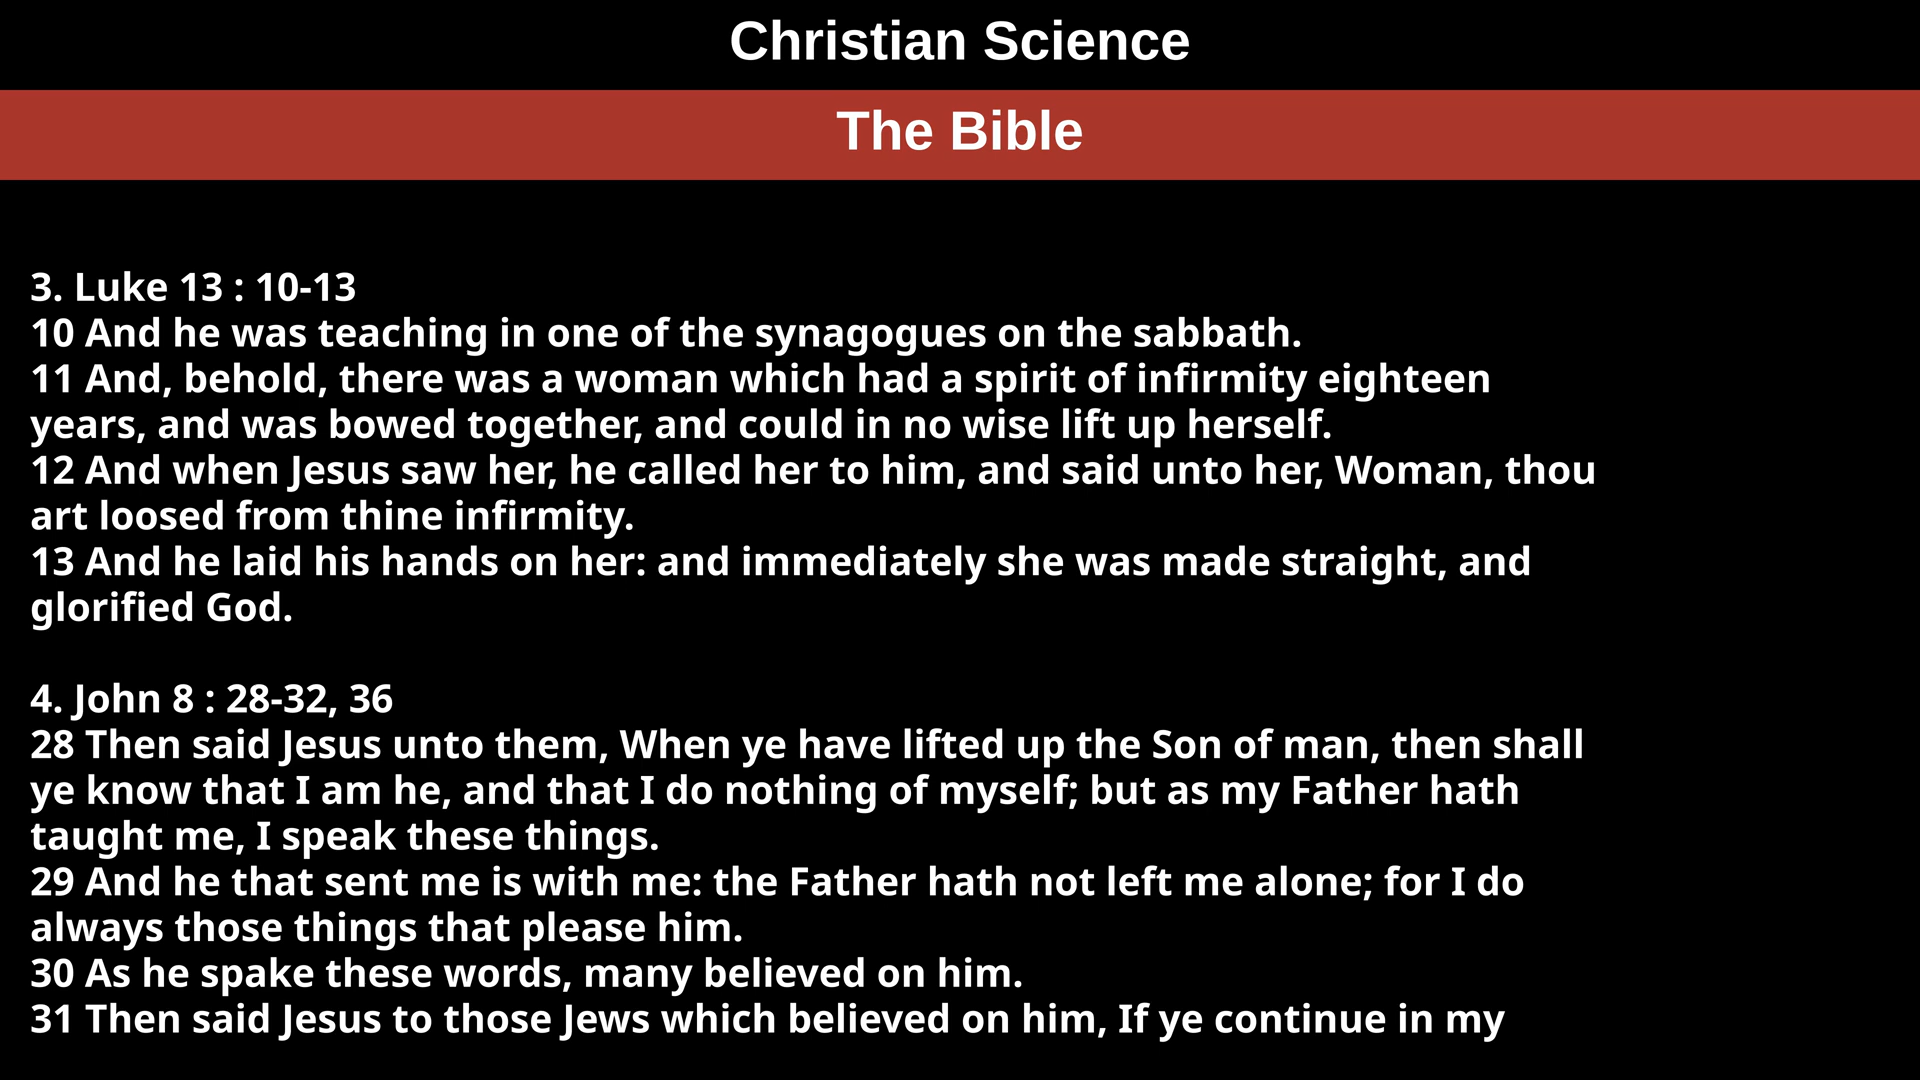 Christian Science
The Bible
3. Luke 13 : 10-13
10 And he was teaching in one of the synagogues on the sabbath.
11 And, behold, there was a woman which had a spirit of infirmity eighteen
years, and was bowed together, and could in no wise lift up herself.
12 And when Jesus saw her, he called her to him, and said unto her, Woman, thou
art loosed from thine infirmity.
13 And he laid his hands on her: and immediately she was made straight, and
glorified God.
4. John 8 : 28-32, 36
28 Then said Jesus unto them, When ye have lifted up the Son of man, then shall
ye know that I am he, and that I do nothing of myself; but as my Father hath
taught me, I speak these things.
29 And he that sent me is with me: the Father hath not left me alone; for I do
always those things that please him.
30 As he spake these words, many believed on him.
31 Then said Jesus to those Jews which believed on him, If ye continue in my